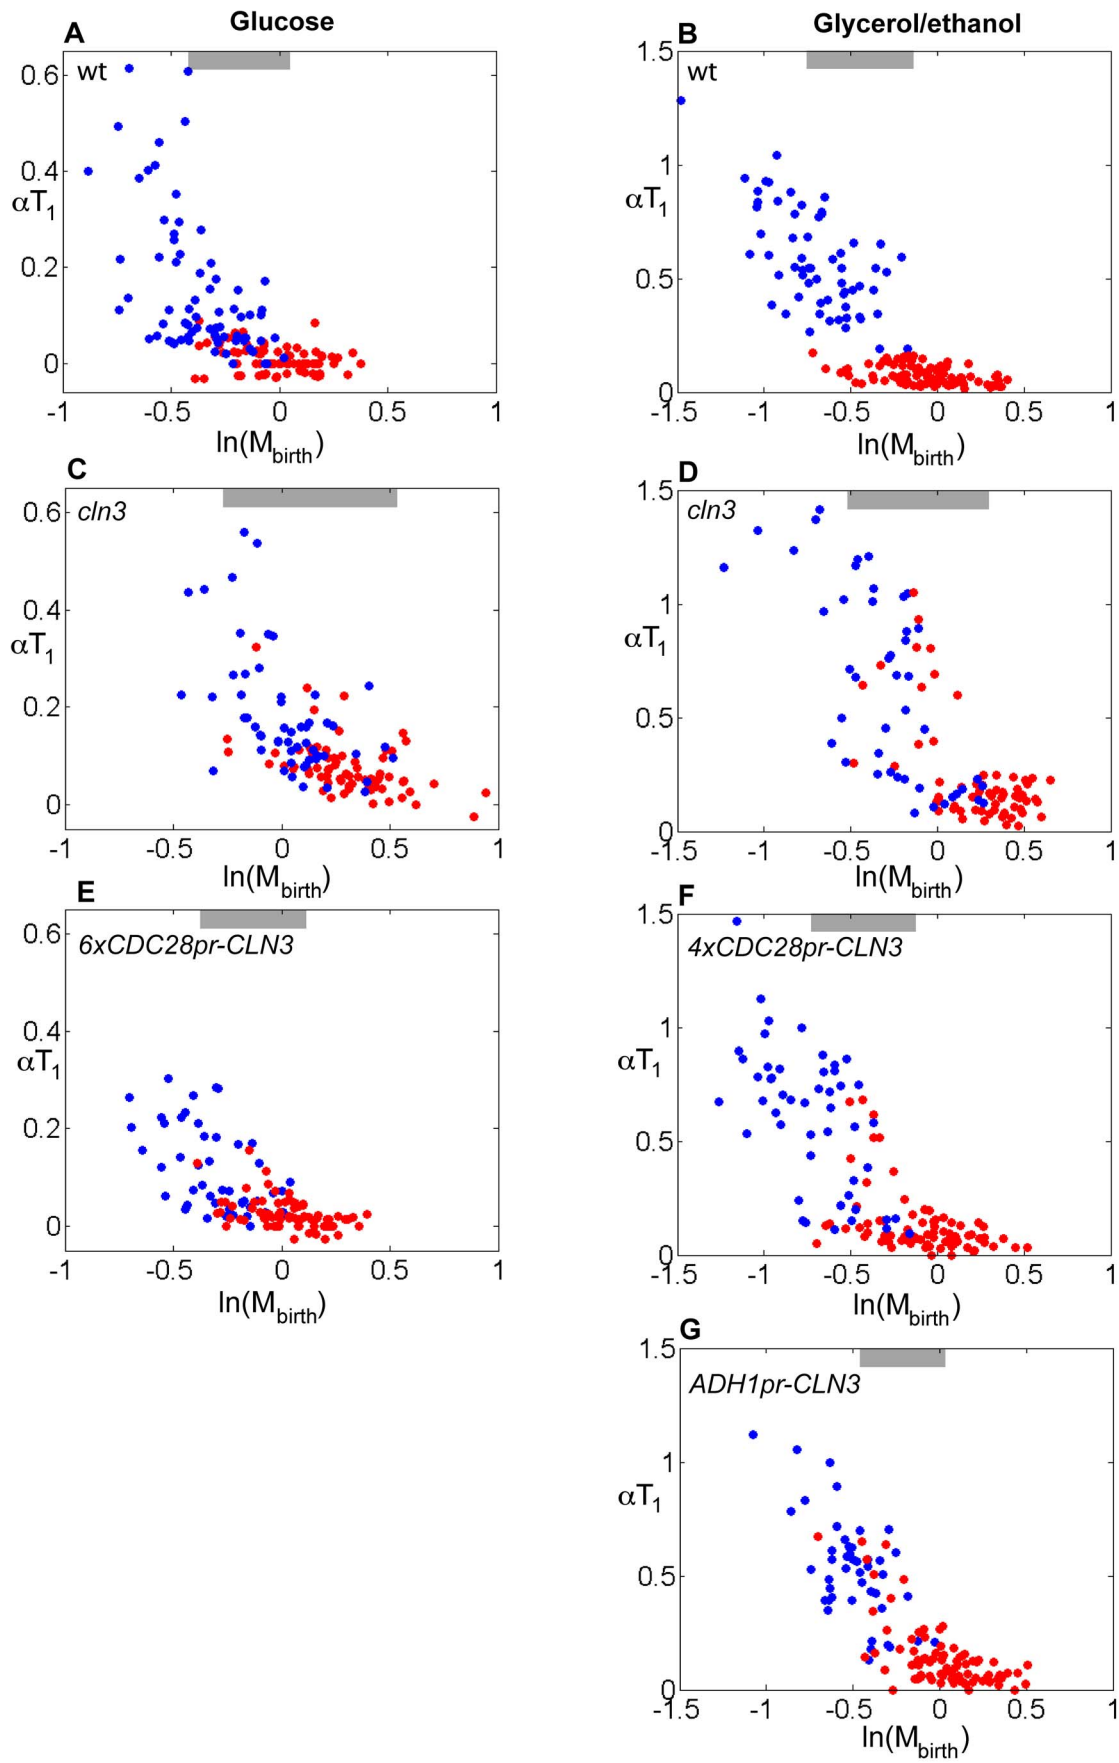 Glucose
Glycerol/ethanol
A
wt
0.6
0.4
αT1
0.2
0
-1 -0.5 0 0.5 1
ln(Mbirth)
B
wt
1.5
1
αT1
0.5
0
-1.5 -1 -0.5 0 0.5 1
ln(Mbirth)
C
cln3
0.6
0.4
αT1
0.2
0
-1 -0.5 0 0.5 1
ln(Mbirth)
D
cln3
1.5
1
αT1
0.5
0
-1.5 -1 -0.5 0 0.5 1
ln(Mbirth)
E
6xCDC28pr-CLN3
0.6
0.4
αT1
0.2
0
-1 -0.5 0 0.5 1
ln(Mbirth)
F
4xCDC28pr-CLN3
1.5
1
αT1
0.5
0
-1.5 -1 -0.5 0 0.5 1
ln(Mbirth)
G
ADH1pr-CLN3
1.5
1
αT1
0.5
0
-1.5 -1 -0.5 0 0.5 1
ln(Mbirth)